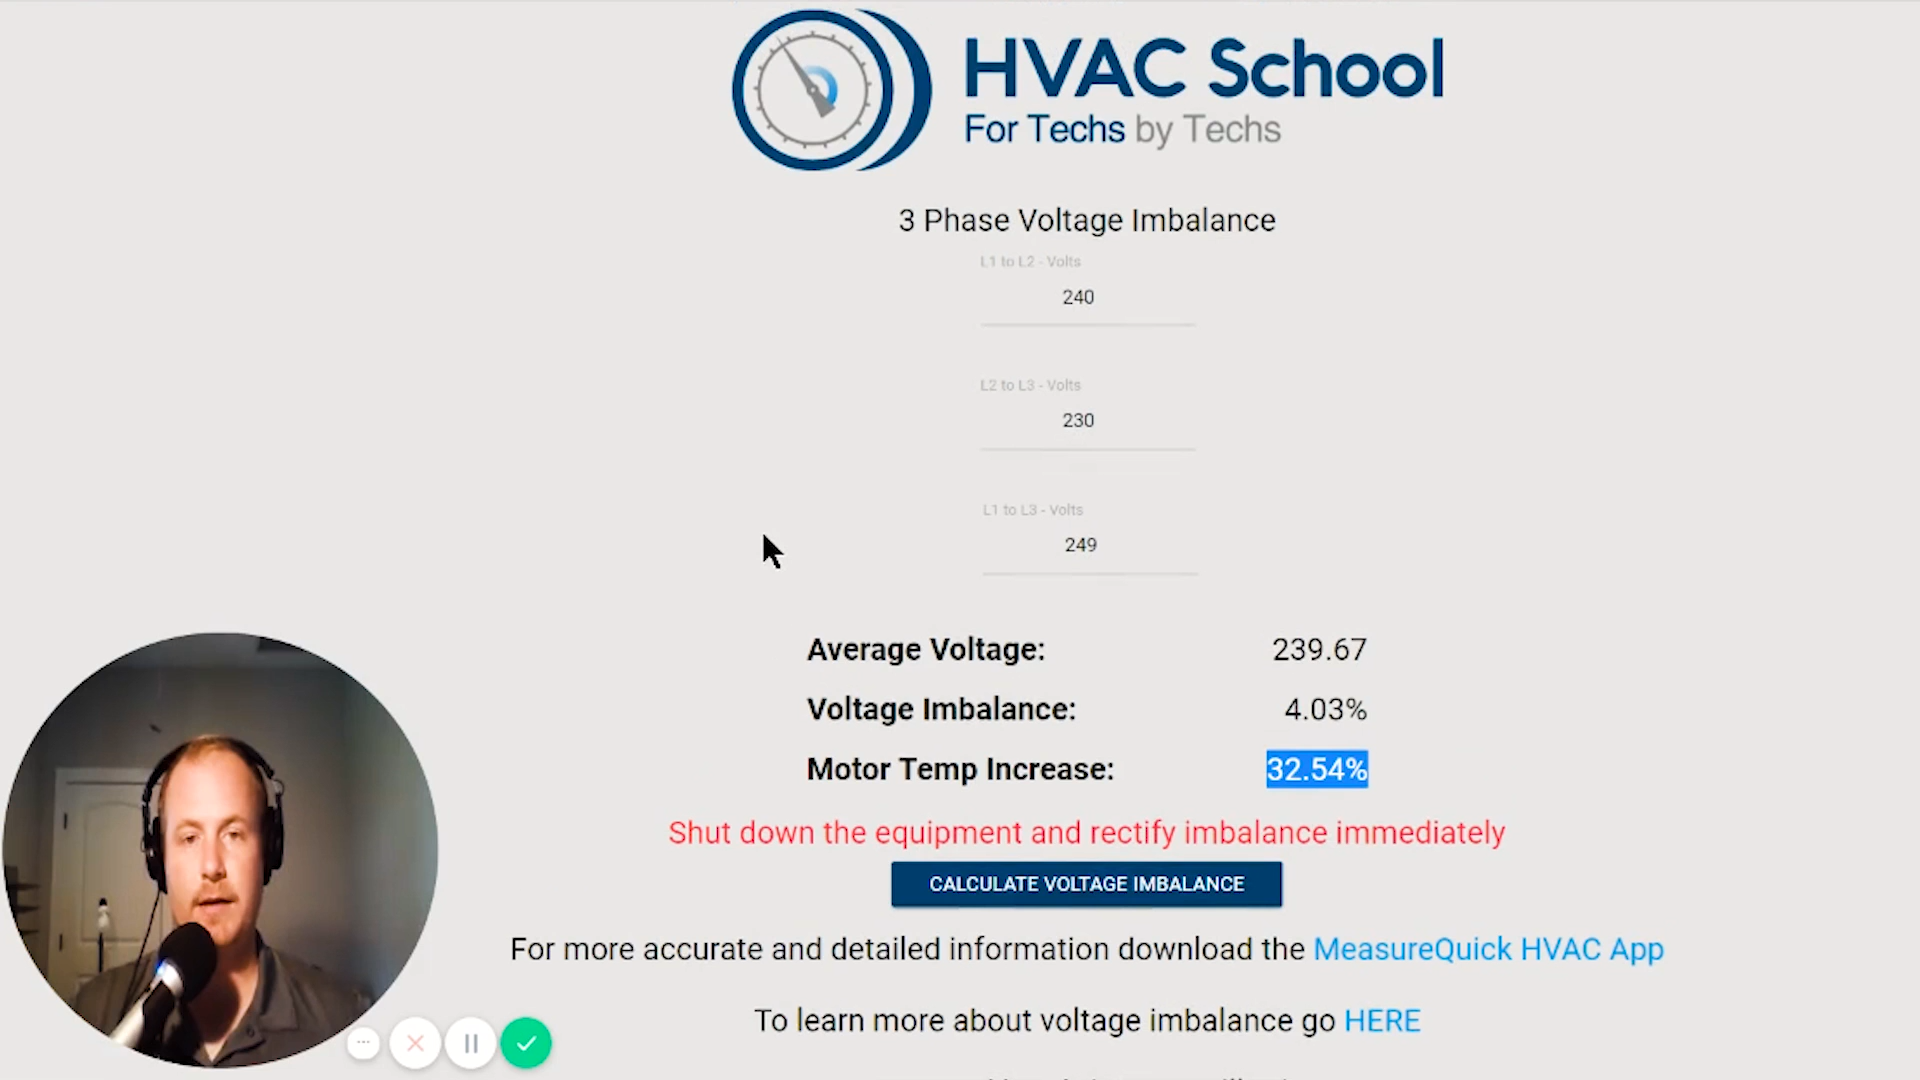 HVAC School
For Techs by Techs
3 Phase Voltage Imbalance
L1 to L2 - Volts
240
L2 to L3 - Volts
230
L1 to L3 - Volts
249
Average Voltage: 239.67
Voltage Imbalance: 4.03%
Motor Temp Increase: 32.54%
Shut down the equipment and rectify imbalance immediately
CALCULATE VOLTAGE IMBALANCE
For more accurate and detailed information download the MeasureQuick HVAC App
To learn more about voltage imbalance go HERE